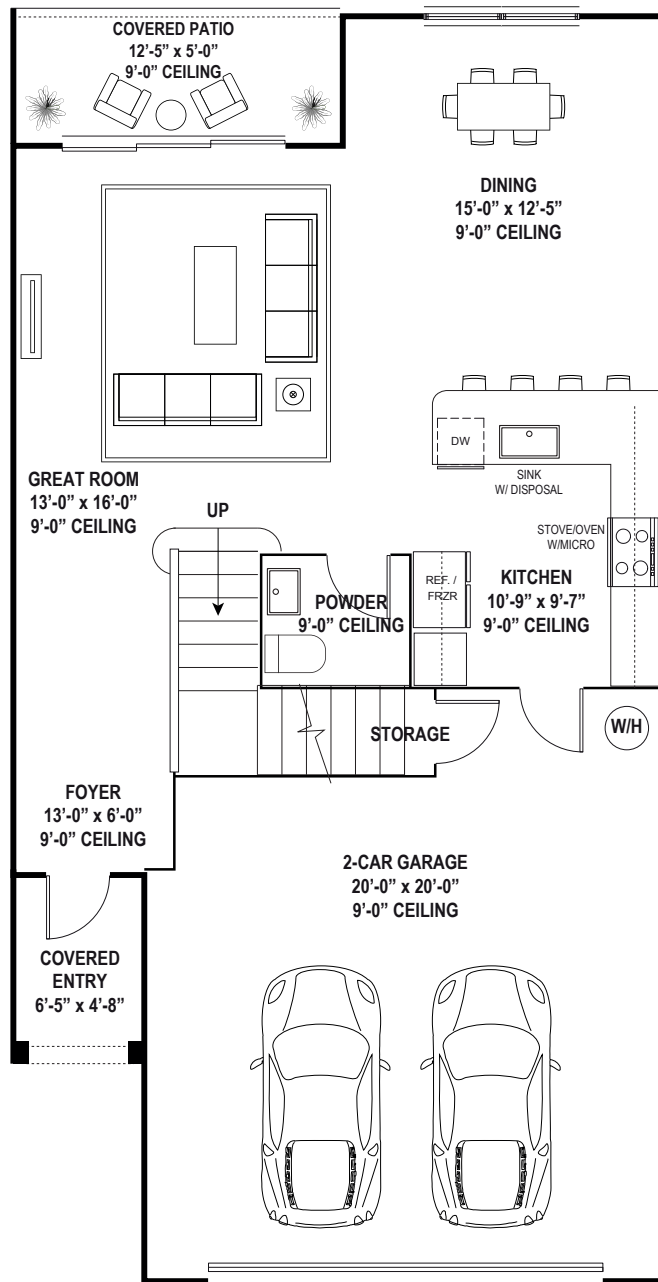 COVERED PATIO
12’-5” x 5’-0”
9’-0” CEILING
DINING
15’-0” x 12’-5”
9’-0” CEILING
DW
SINK
W/ DISPOSAL
GREAT ROOM
13’-0” x 16’-0”
9’-0” CEILING
UP
STOVE/OVEN
W/MICRO
REF. /
FRZR
KITCHEN
10’-9” x 9’-7”
9’-0” CEILING
POWDER
9’-0” CEILING
STORAGE
W/H
FOYER
13’-0” x 6’-0”
9’-0” CEILING
2-CAR GARAGE
20’-0” x 20’-0”
9’-0” CEILING
COVERED
ENTRY
6’-5” x 4’-8”